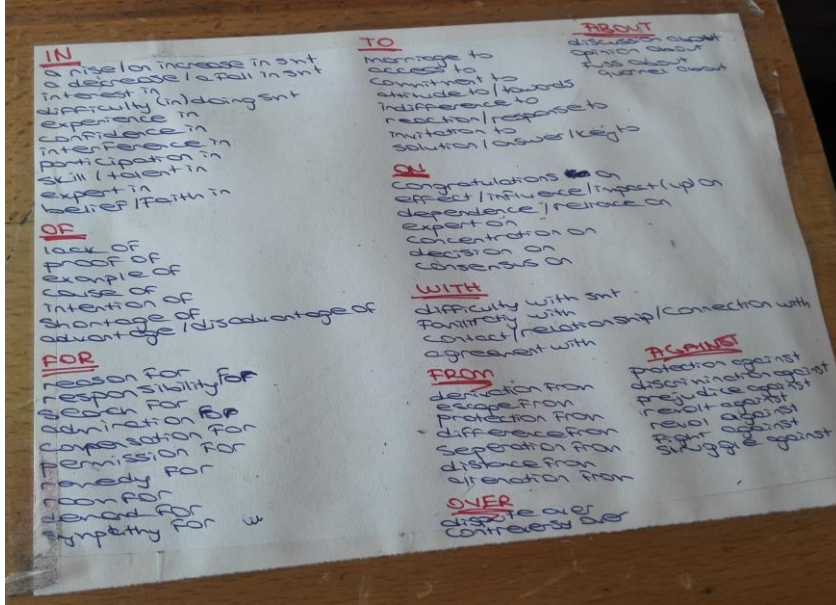 IN
a rise/an increase in smt
a decrease/a fall in smt
interest in
difficulty (in) doing smt
experience in
confidence in
interference in
participation in
skill/talent in
expert in
belief/faith in
OF
lack of
proof of
example of
cause of
intention of
shortage of
advantage/disadvantage of
FOR
reason for
responsibility for
search for
admiration for
compensation for
permission for
remedy for
room for
demand for
sympathy for
TO
marriage to
access to
commitment to
attitude to/towards
indifference to
reaction/response to
invitation to
solution/answer/key to
ON
congratulations on
effect/influence/impact (up)on
dependence/reliance on
expert on
concentration on
decision on
consensus on
WITH
difficulty with smt
familiratiy with
contact/relationship/connection with
agreement with
FROM
derivation from
escape from
protection from
difference from
seperation from
distance from
alienation from
OVER
dispute over
controversy over
ABOUT
discussion about
opinion about
fuss about
quarrel about
AGAINST
protection against
discrimination against
prejudice against
revolt against
against
fight against
struggle against